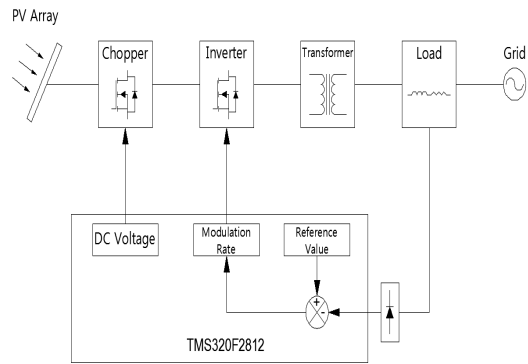 PV Array
Chopper
Inverter
Transformer
Load
Grid
DC Voltage
Modulation
Rate
Reference
Value
+
-
TMS320F2812